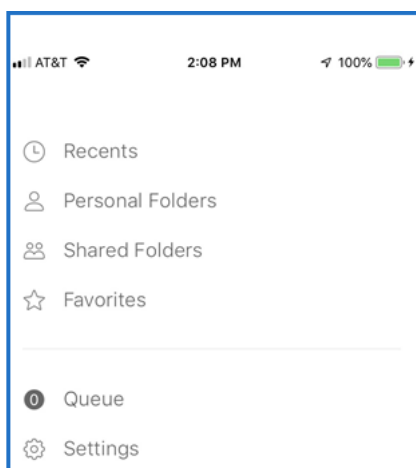 AT&T 2:08 PM 100%
Recents
Personal Folders
Shared Folders
Favorites
0 Queue
Settings